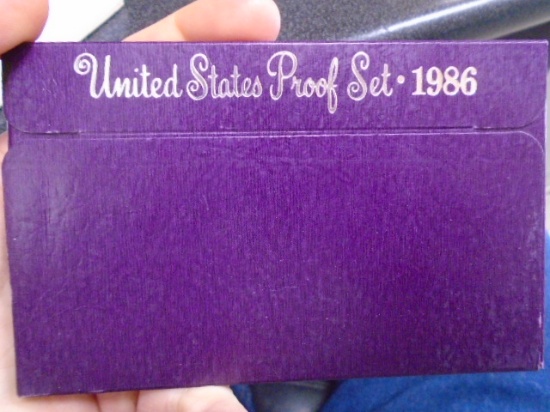 United States Proof Set · 1986